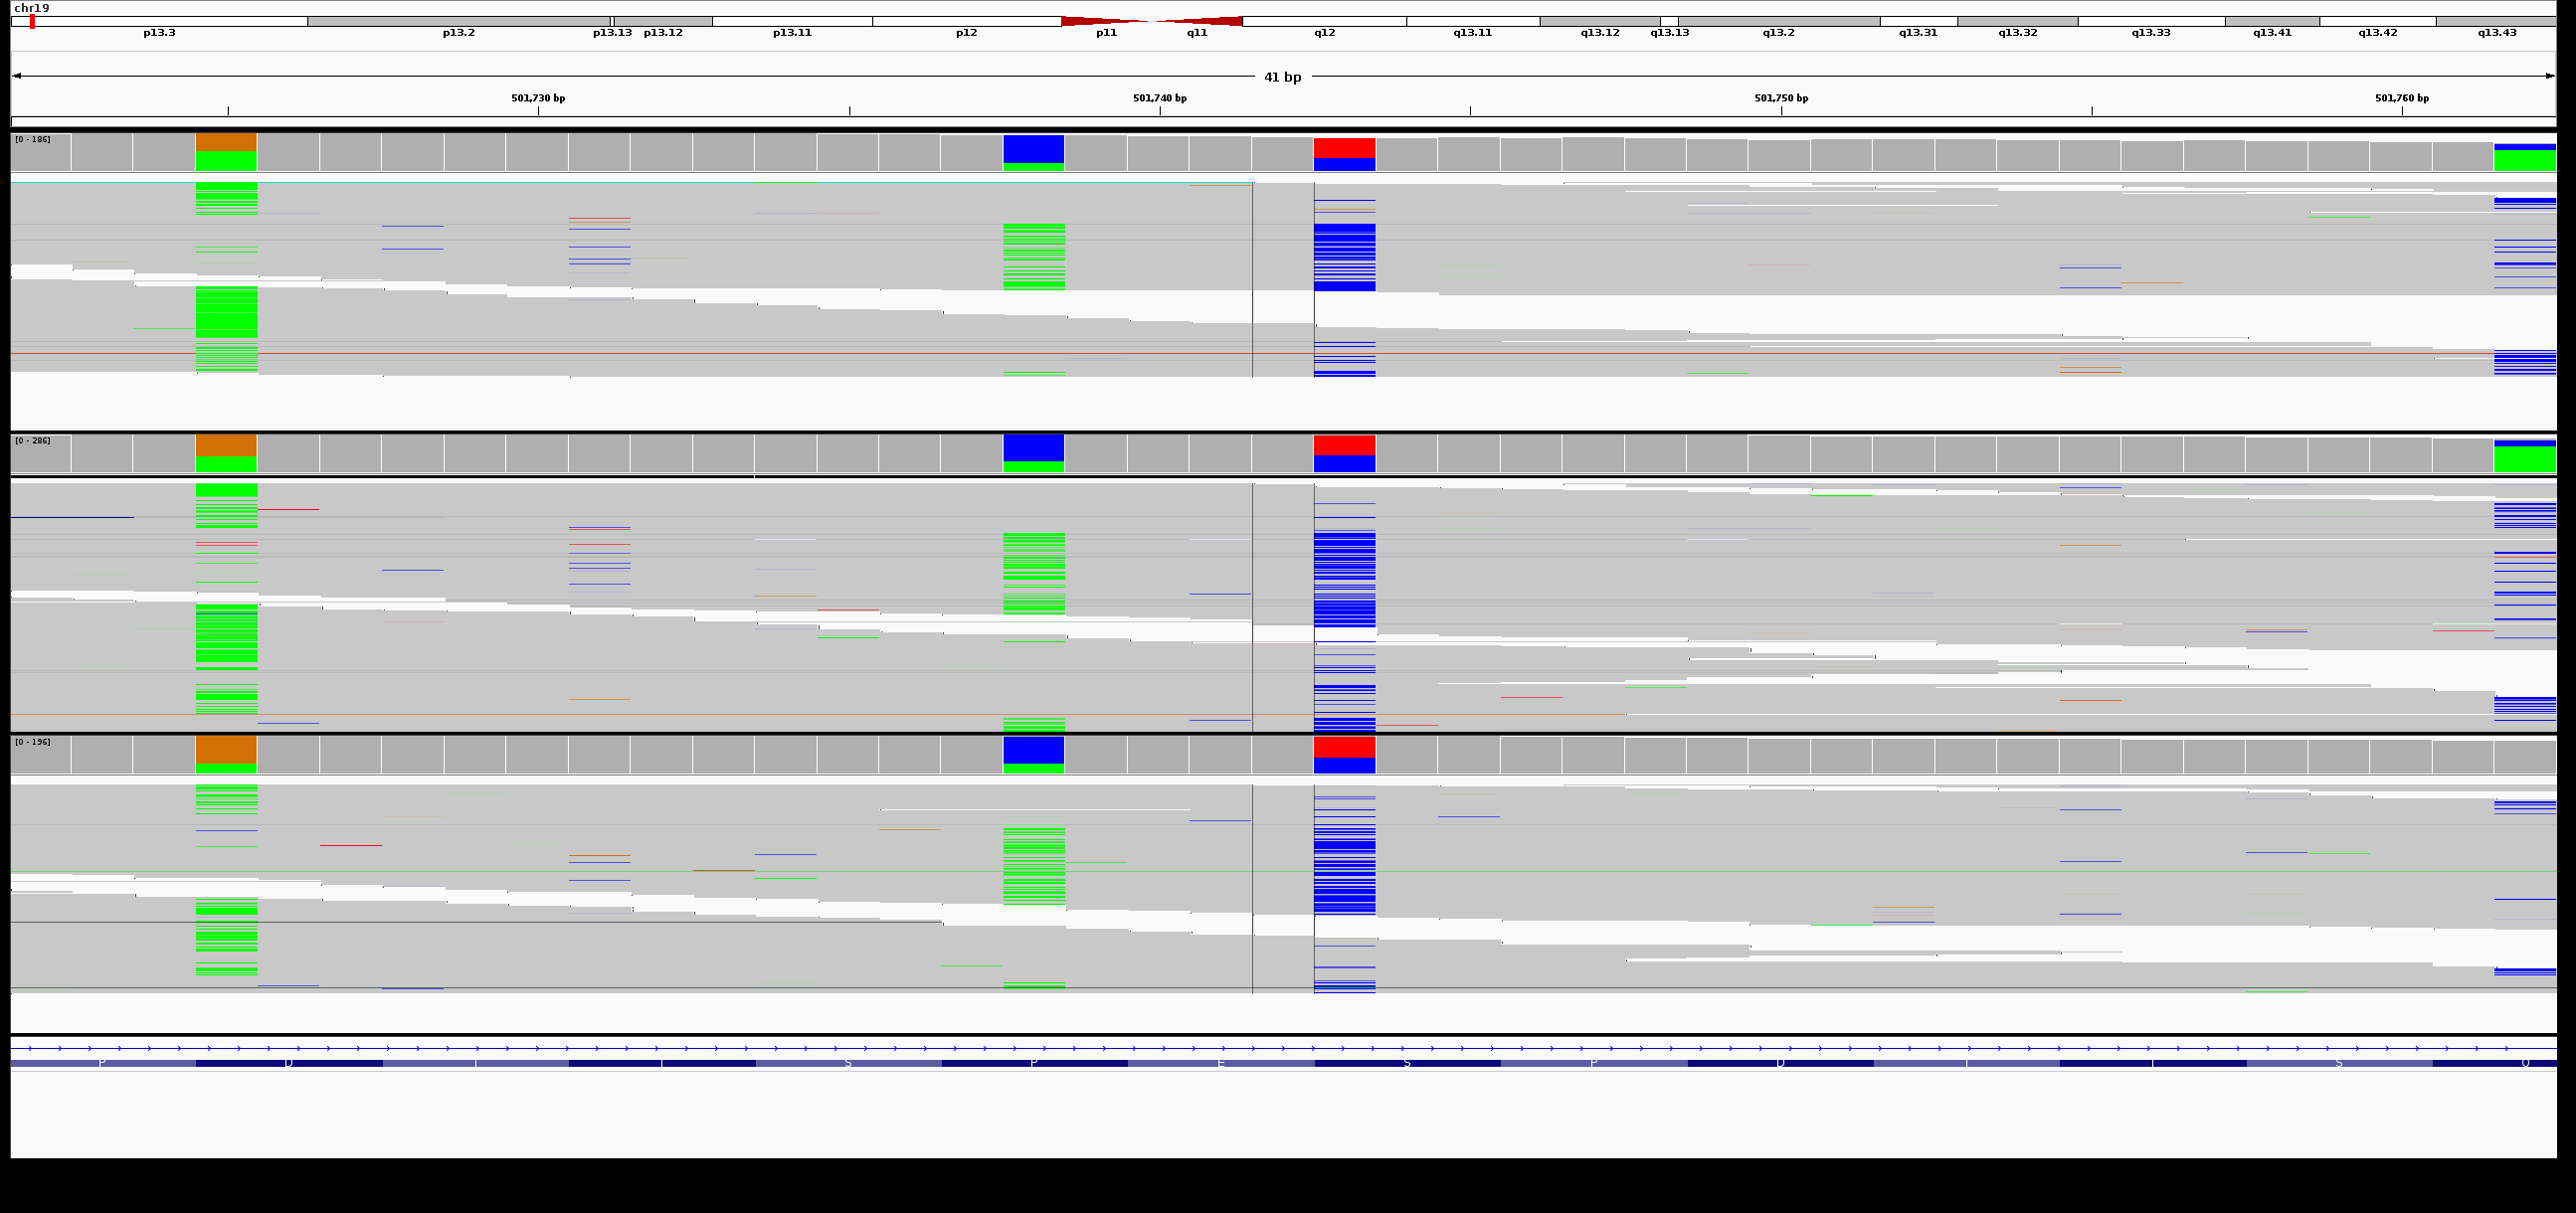 chr19
p13.3 p13.2 p13.13 p13.12 p13.11 p12 p11 q11 q12 q13.11 q13.12 q13.13 q13.2 q13.31 q13.32 q13.33 q13.41 q13.42 q13.43
41 bp
501,730 bp 501,740 bp 501,750 bp 501,760 bp
[0 - 186]
[0 - 286]
[0 - 196]
P D I I S P E S P D I I S Q